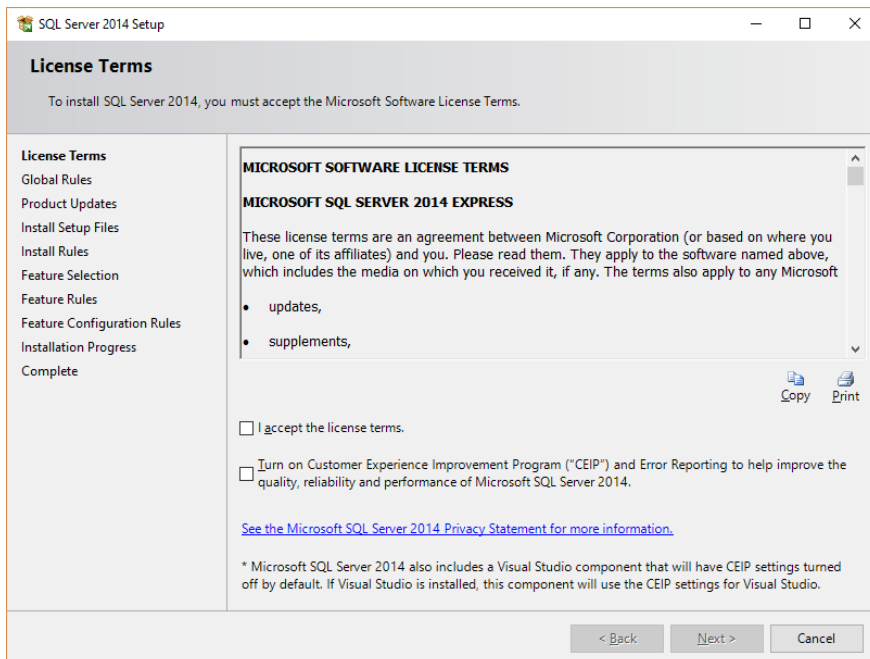 SQL Server 2014 Setup
License Terms
To install SQL Server 2014, you must accept the Microsoft Software License Terms.
License Terms
Global Rules
Product Updates
Install Setup Files
Install Rules
Feature Selection
Feature Rules
Feature Configuration Rules
Installation Progress
Complete
MICROSOFT SOFTWARE LICENSE TERMS
MICROSOFT SQL SERVER 2014 EXPRESS
These license terms are an agreement between Microsoft Corporation (or based on where you
live, one of its affiliates) and you. Please read them. They apply to the software named above,
which includes the media on which you received it, if any. The terms also apply to any Microsoft
• updates,
• supplements,
Copy Print
I accept the license terms.
Turn on Customer Experience Improvement Program ("CEIP") and Error Reporting to help improve the
quality, reliability and performance of Microsoft SQL Server 2014.
See the Microsoft SQL Server 2014 Privacy Statement for more information.
* Microsoft SQL Server 2014 also includes a Visual Studio component that will have CEIP settings turned
off by default. If Visual Studio is installed, this component will use the CEIP settings for Visual Studio.
< Back Next > Cancel